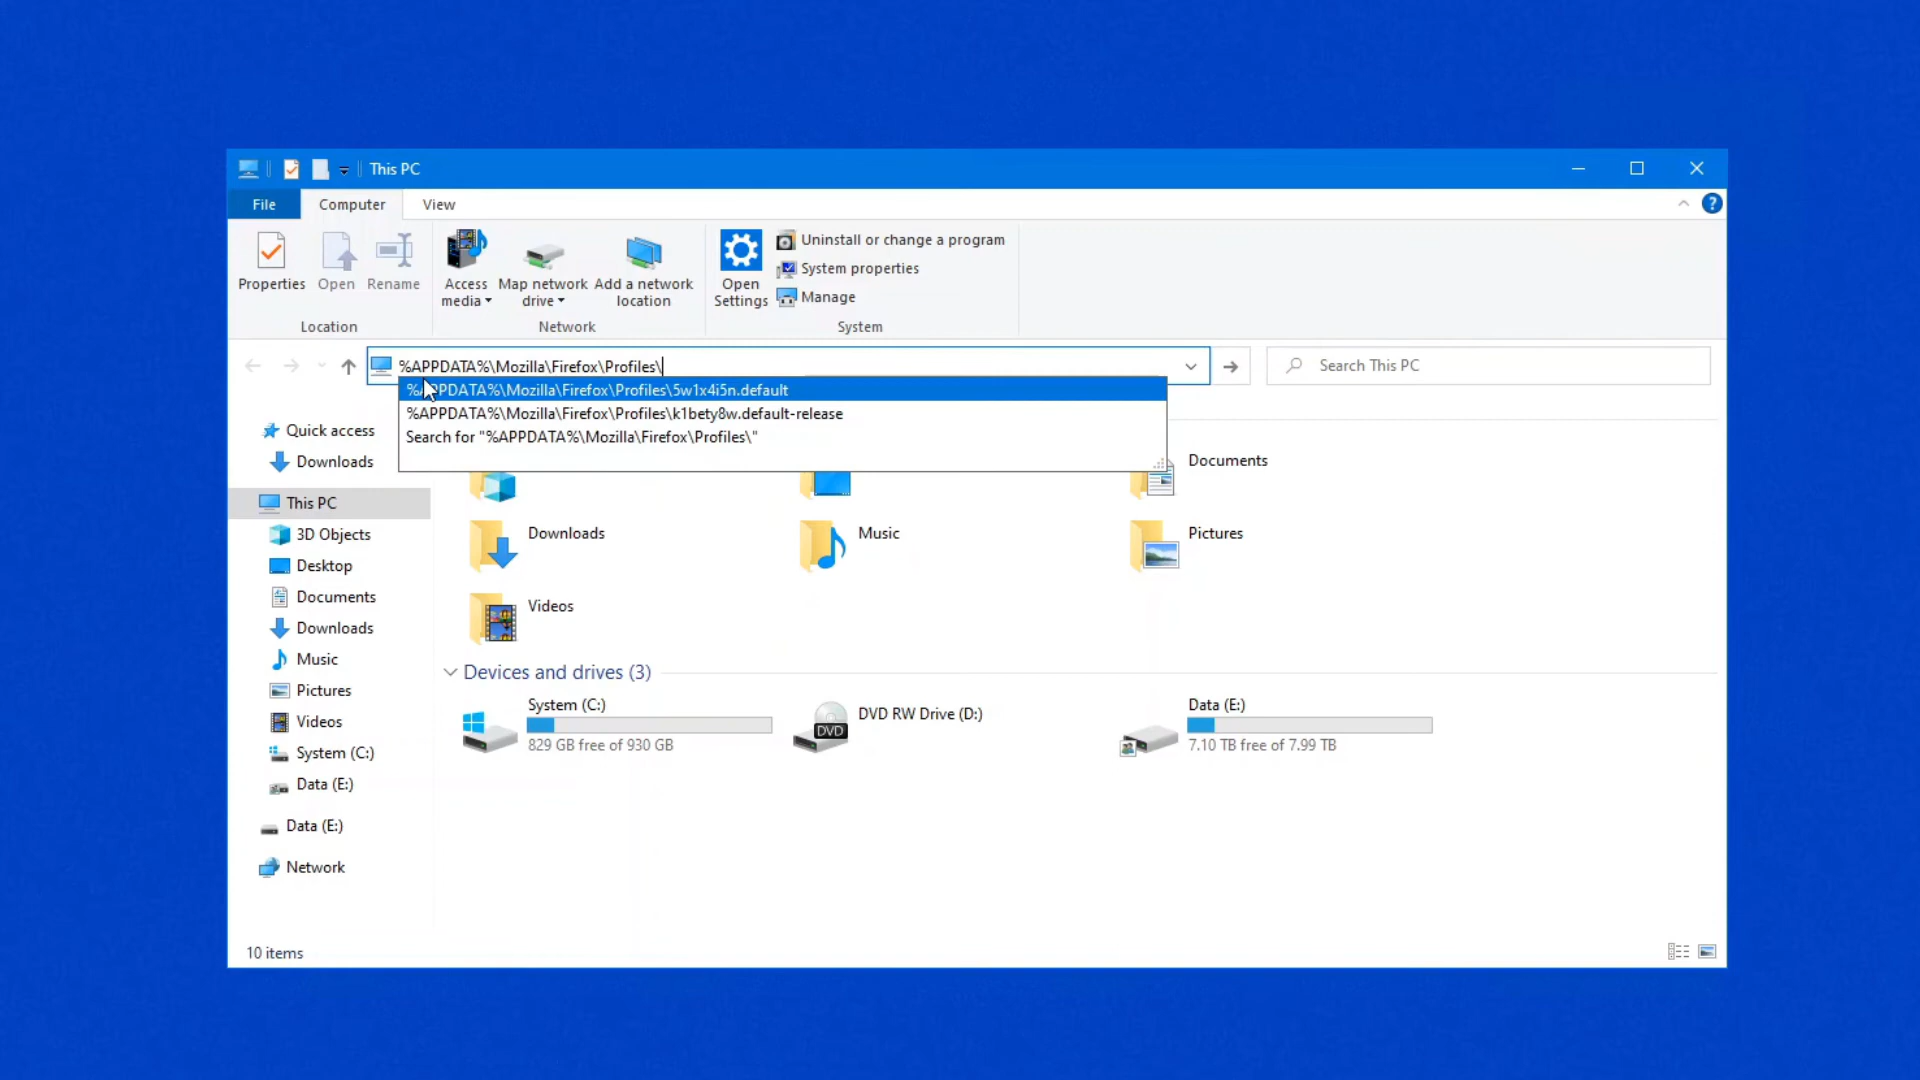 This PC
File
Computer
View
?
Properties
Open
Rename
Access media
Map network drive
Add a network location
Open Settings
Uninstall or change a program
System properties
Manage
Location
Network
System
%APPDATA%\Mozilla\Firefox\Profiles\
Search This PC
%APPDATA%\Mozilla\Firefox\Profiles\5w1x4i5n.default
%APPDATA%\Mozilla\Firefox\Profiles\k1bety8w.default-release
Search for "%APPDATA%\Mozilla\Firefox\Profiles\"
Quick access
Downloads
This PC
3D Objects
Desktop
Documents
Downloads
Music
Pictures
Videos
System (C:)
Data (E:)
Data (E:)
Network
Documents
Downloads
Music
Pictures
Videos
Devices and drives (3)
System (C:)
829 GB free of 930 GB
DVD
DVD RW Drive (D:)
Data (E:)
7.10 TB free of 7.99 TB
10 items